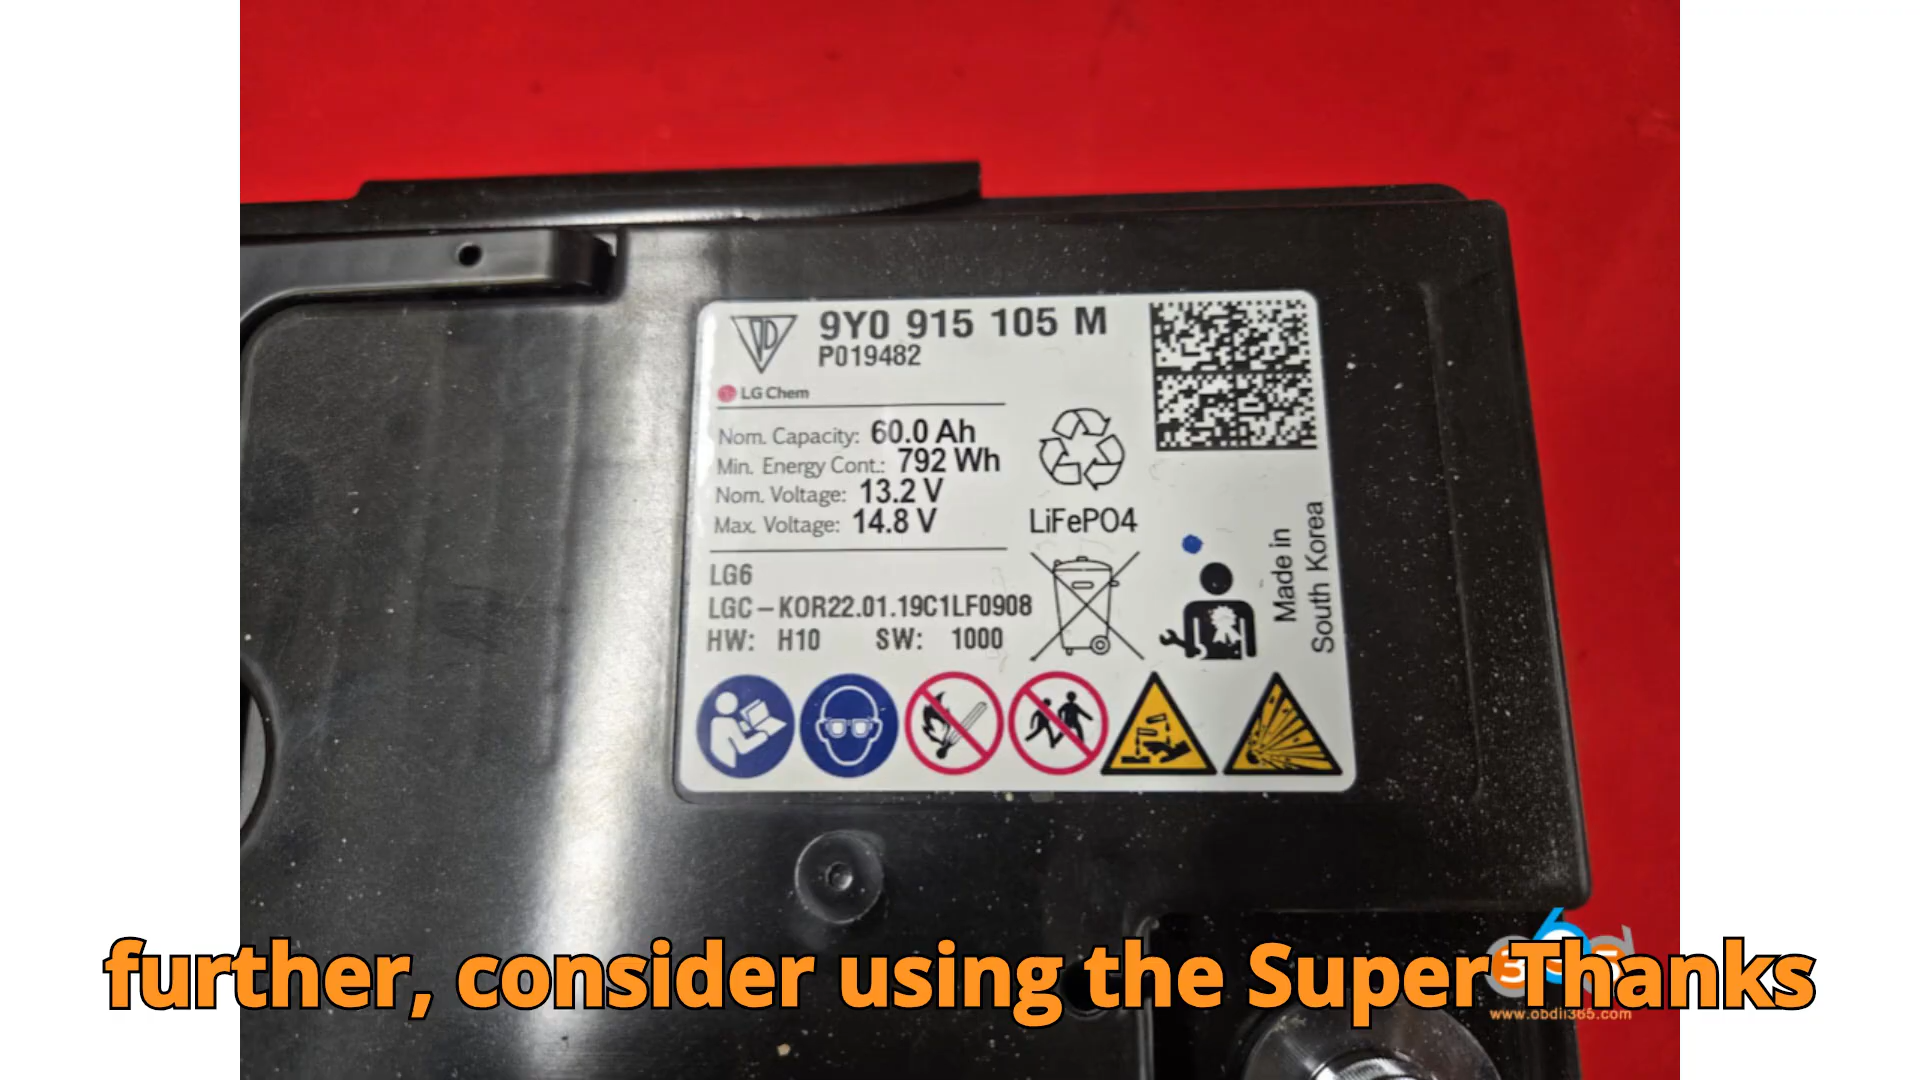 9Y0 915 105 M
P019482
LG Chem
Nom. Capacity: 60.0 Ah
Min. Energy Cont.: 792 Wh
Nom. Voltage: 13.2 V
Max. Voltage: 14.8 V
LiFePO4
Made in
South Korea
LG6
LGC-KOR22.01.19C1LF0908
HW: H10 SW: 1000
further, consider using the Super Thanks
www.obdii365.com